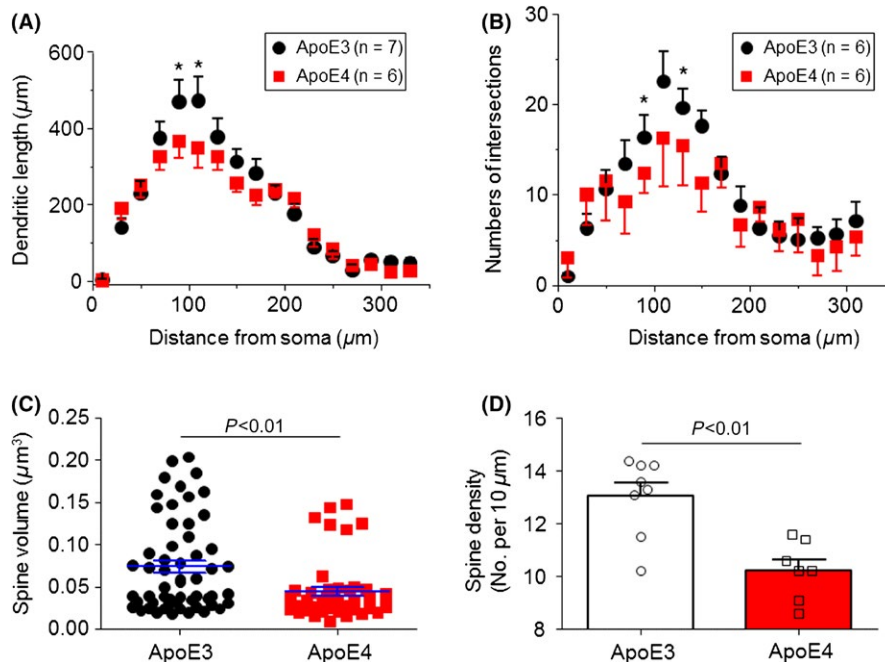 (A)
ApoE3 (n = 7)
ApoE4 (n = 6)
* *
Dendritic length (µm)
600
400
200
0
0 100 200 300
Distance from soma (µm)
(B)
ApoE3 (n = 6)
ApoE4 (n = 6)
* *
Numbers of intersections
30
20
10
0
0 100 200 300
Distance from soma (µm)
(C)
P<0.01
Spine volume (µm³)
0.25
0.20
0.15
0.10
0.05
0.00
ApoE3 ApoE4
(D)
P<0.01
Spine density
(No. per 10 µm)
16
14
12
10
8
ApoE3 ApoE4